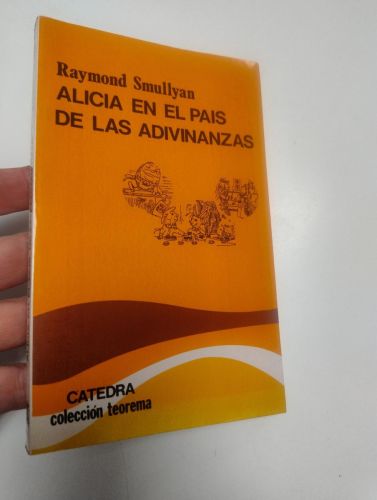 Raymond Smullyan
ALICIA EN EL PAIS
DE LAS ADIVINANZAS
CATEDRA
colección teorema